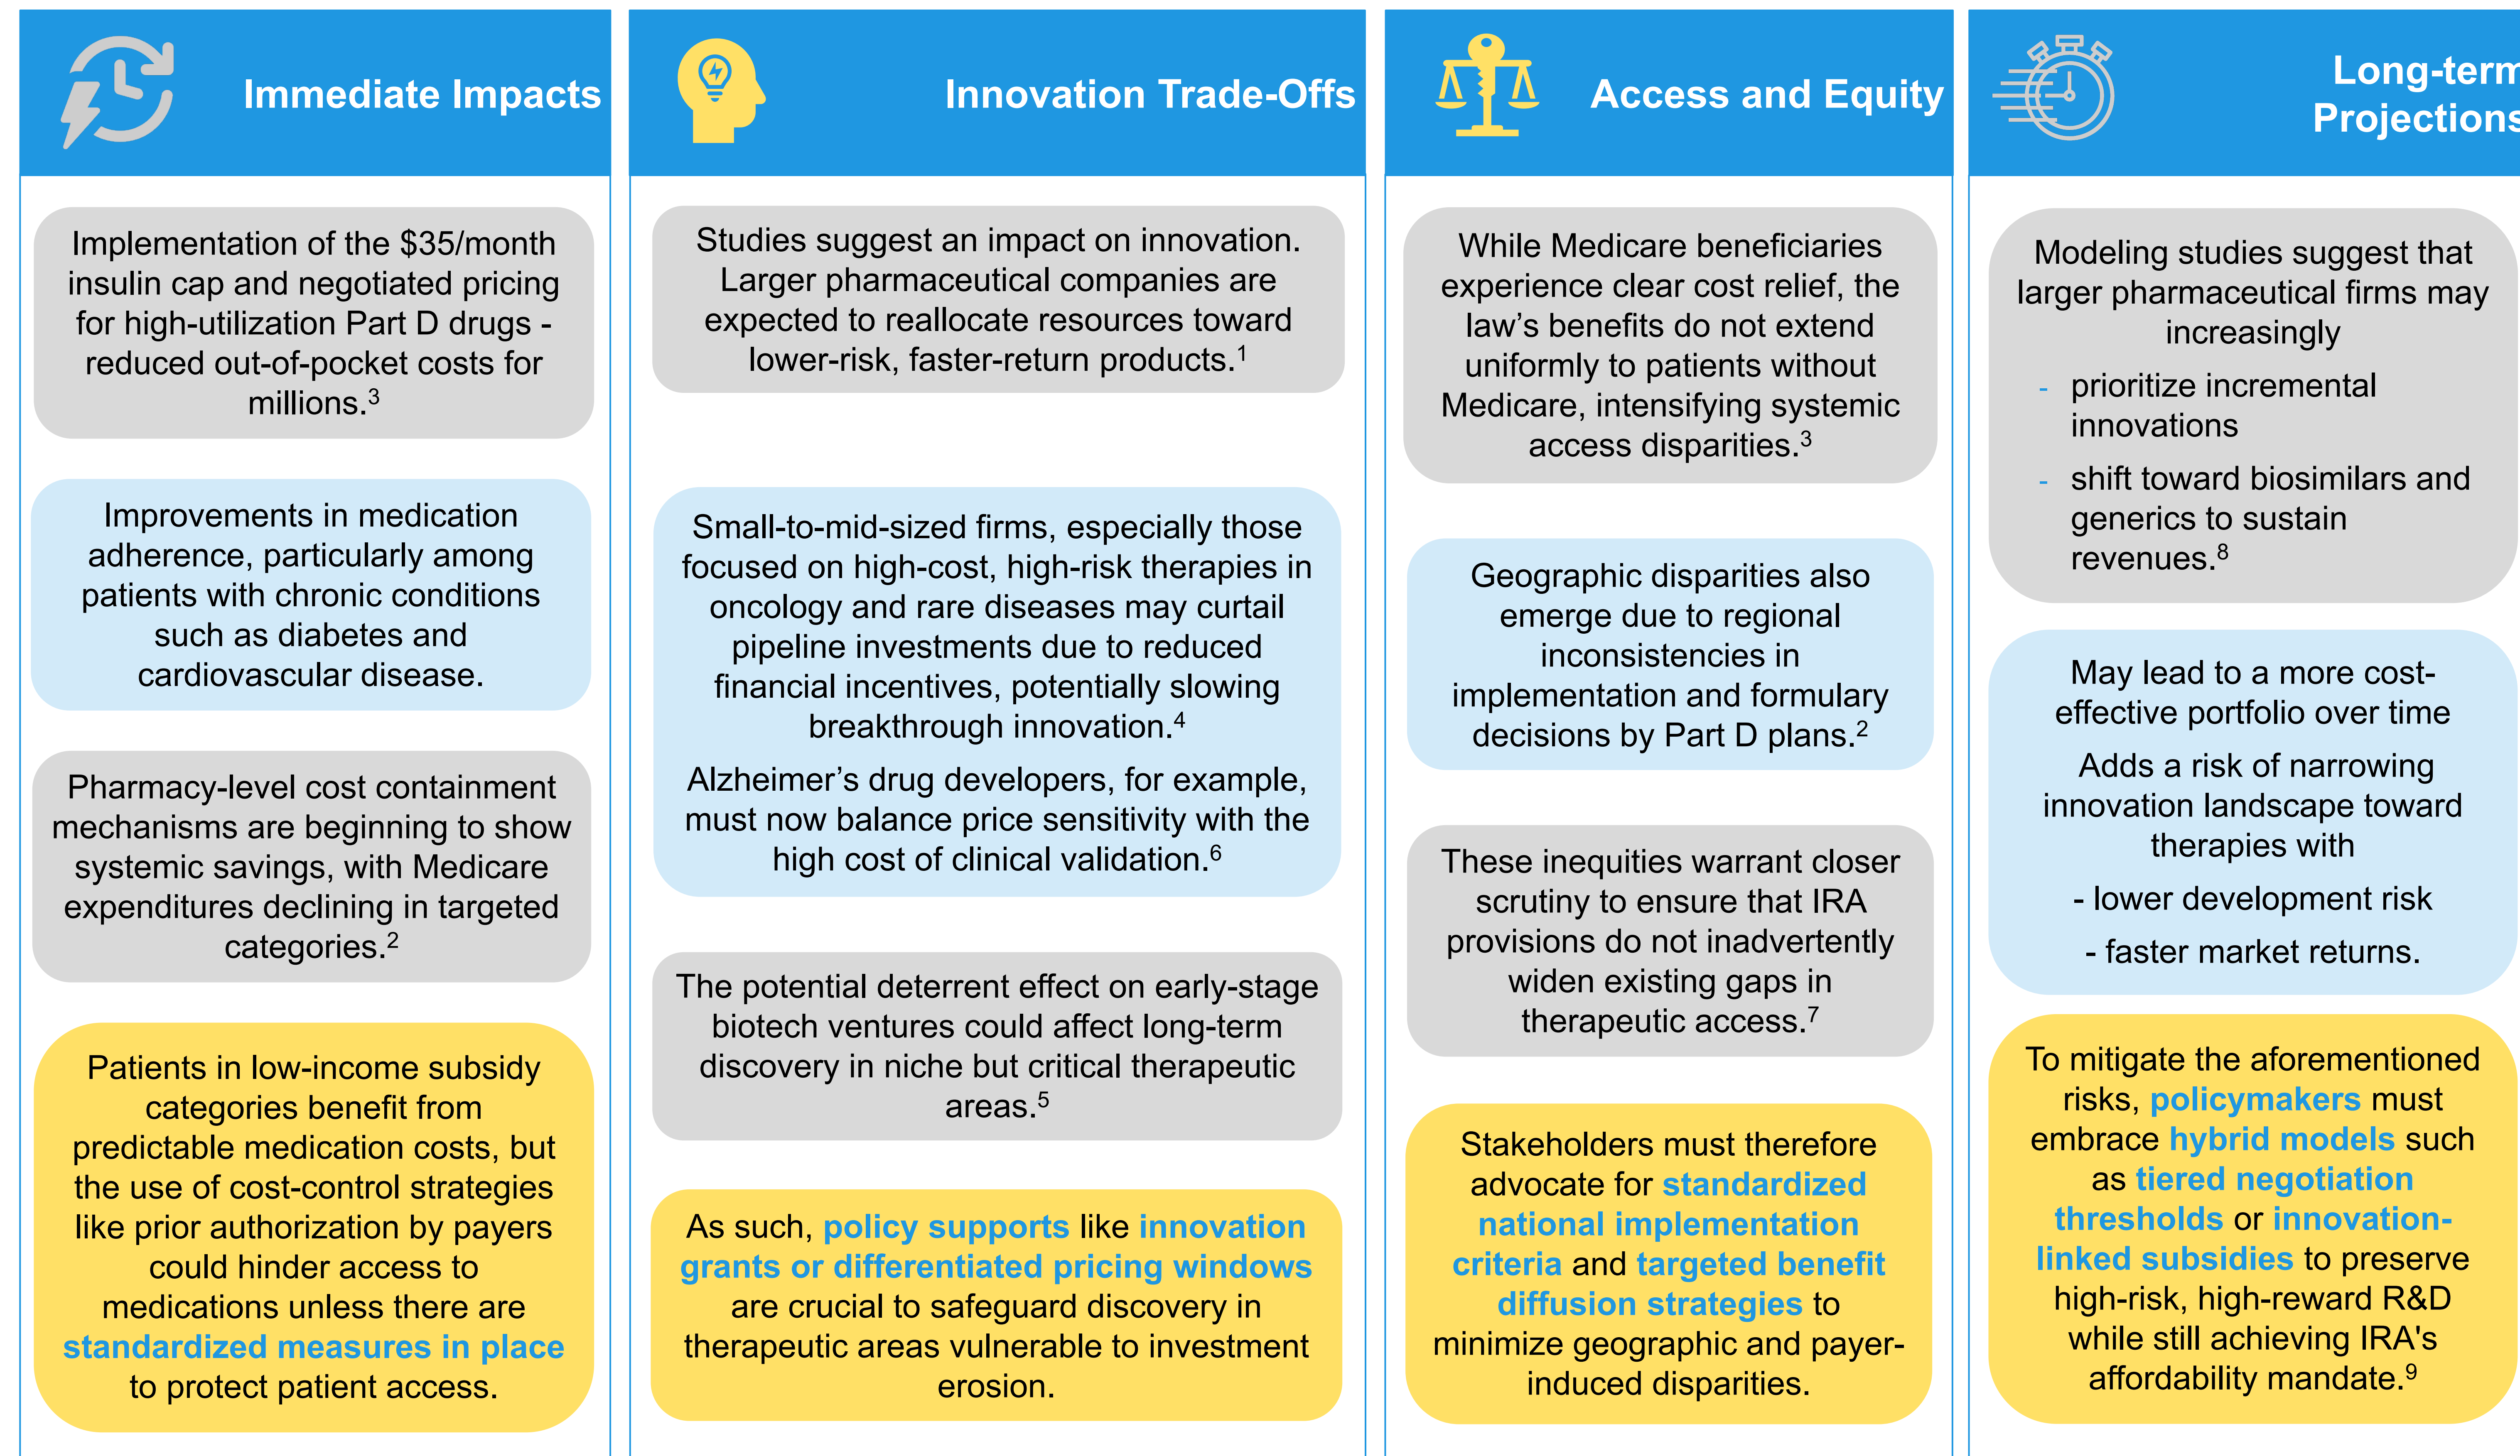 Immediate Impacts
Implementation of the $35/month
insulin cap and negotiated pricing
for high-utilization Part D drugs -
reduced out-of-pocket costs for
millions.3
Improvements in medication
adherence, particularly among
patients with chronic conditions
such as diabetes and
cardiovascular disease.
Pharmacy-level cost containment
mechanisms are beginning to show
systemic savings, with Medicare
expenditures declining in targeted
categories.2
Patients in low-income subsidy
categories benefit from
predictable medication costs, but
the use of cost-control strategies
like prior authorization by payers
could hinder access to
medications unless there are
standardized measures in place
to protect patient access.
Innovation Trade-Offs
Studies suggest an impact on innovation.
Larger pharmaceutical companies are
expected to reallocate resources toward
lower-risk, faster-return products.1
Small-to-mid-sized firms, especially those
focused on high-cost, high-risk therapies in
oncology and rare diseases may curtail
pipeline investments due to reduced
financial incentives, potentially slowing
breakthrough innovation.4
Alzheimer’s drug developers, for example,
must now balance price sensitivity with the
high cost of clinical validation.6
The potential deterrent effect on early-stage
biotech ventures could affect long-term
discovery in niche but critical therapeutic
areas.5
As such, policy supports like innovation
grants or differentiated pricing windows
are crucial to safeguard discovery in
therapeutic areas vulnerable to investment
erosion.
Access and Equity
While Medicare beneficiaries
experience clear cost relief, the
law’s benefits do not extend
uniformly to patients without
Medicare, intensifying systemic
access disparities.3
Geographic disparities also
emerge due to regional
inconsistencies in
implementation and formulary
decisions by Part D plans.2
These inequities warrant closer
scrutiny to ensure that IRA
provisions do not inadvertently
widen existing gaps in
therapeutic access.7
Stakeholders must therefore
advocate for standardized
national implementation
criteria and targeted benefit
diffusion strategies to
minimize geographic and payer-
induced disparities.
Long-term
Projections
Modeling studies suggest that
larger pharmaceutical firms may
increasingly
- prioritize incremental
innovations
- shift toward biosimilars and
generics to sustain
revenues.8
May lead to a more cost-
effective portfolio over time
Adds a risk of narrowing
innovation landscape toward
therapies with
- lower development risk
- faster market returns.
To mitigate the aforementioned
risks, policymakers must
embrace hybrid models such
as tiered negotiation
thresholds or innovation-
linked subsidies to preserve
high-risk, high-reward R&D
while still achieving IRA's
affordability mandate.9